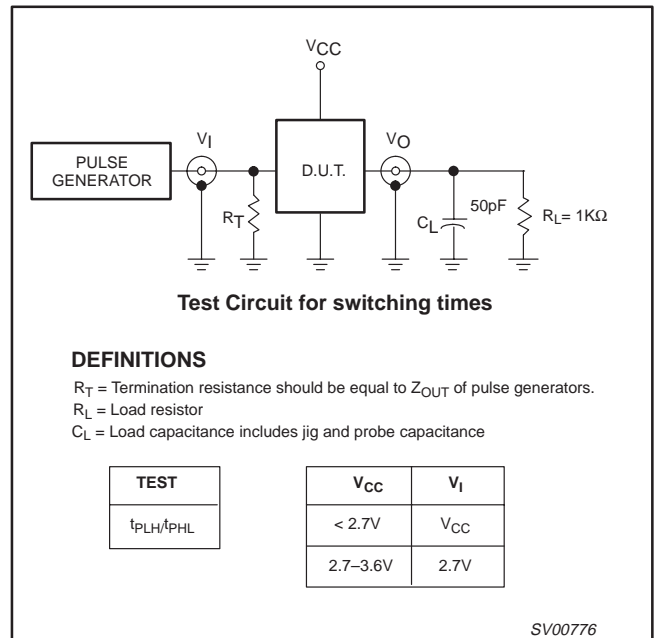 VCC
VI
VO
PULSE
GENERATOR
D.U.T.
RT
CL
50pF
RL= 1KΩ
Test Circuit for switching times
DEFINITIONS
RT = Termination resistance should be equal to ZOUT of pulse generators.
RL = Load resistor
CL = Load capacitance includes jig and probe capacitance
TEST
tPLH/tPHL
VCC VI
< 2.7V VCC
2.7–3.6V 2.7V
SV00776